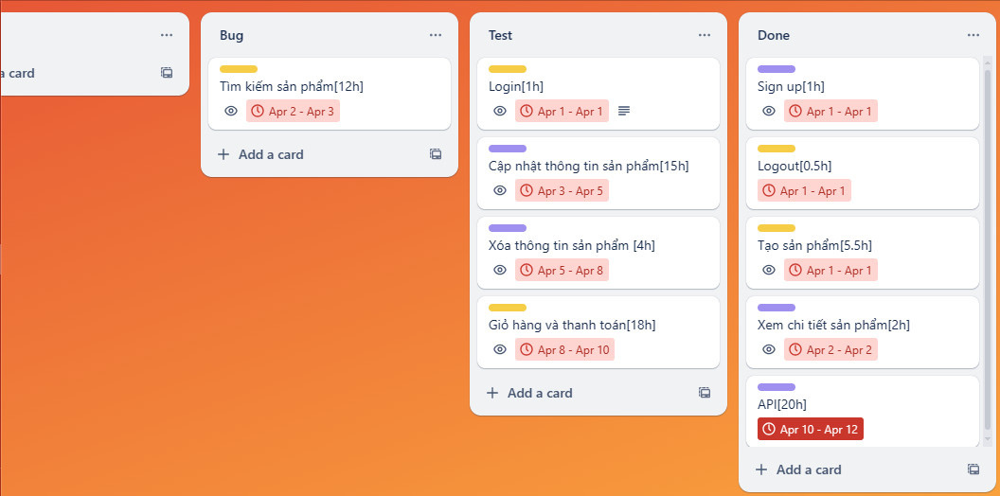 a card
Bug
Tìm kiếm sản phẩm[12h]
Apr 2 - Apr 3
Add a card
Test
Login[1h]
Apr 1 - Apr 1
Cập nhật thông tin sản phẩm[15h]
Apr 3 - Apr 5
Xóa thông tin sản phẩm [4h]
Apr 5 - Apr 8
Giỏ hàng và thanh toán[18h]
Apr 8 - Apr 10
Add a card
Done
Sign up[1h]
Apr 1 - Apr 1
Logout[0.5h]
Apr 1 - Apr 1
Tạo sản phẩm[5.5h]
Apr 1 - Apr 1
Xem chi tiết sản phẩm[2h]
Apr 2 - Apr 2
API[20h]
Apr 10 - Apr 12
Add a card